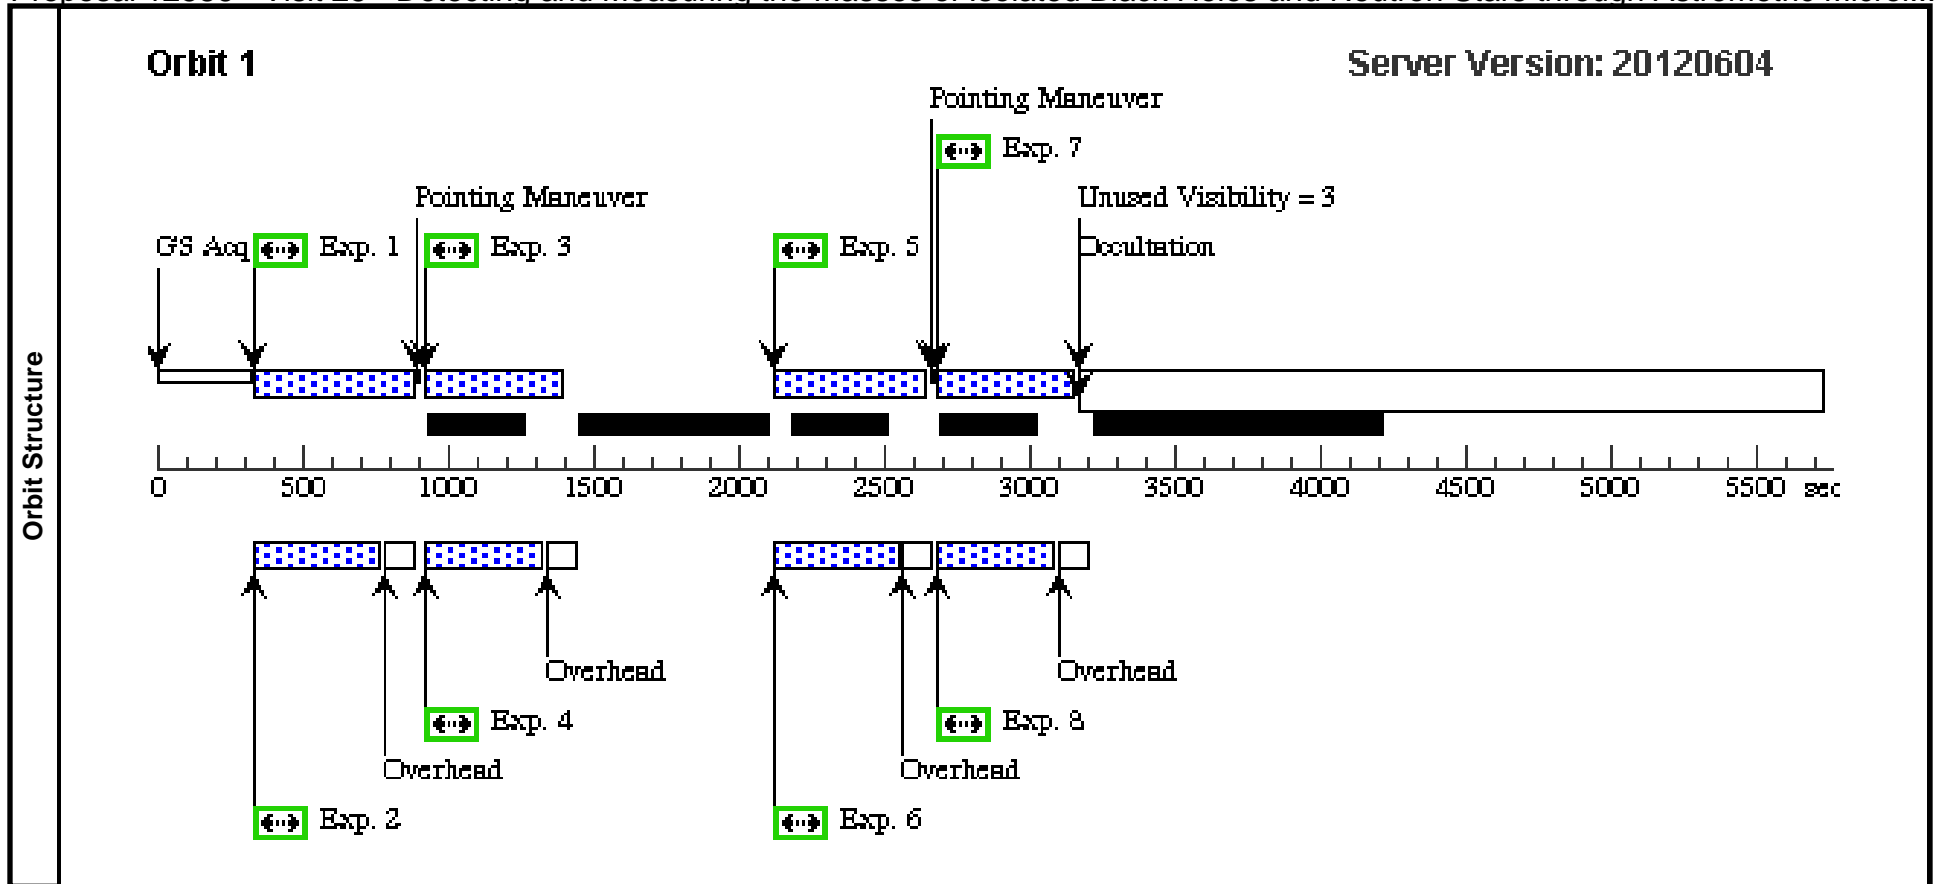 Orbit 1
Server Version: 20120604
Pointing Maneuver
Exp. 7
Pointing Maneuver
Unused Visibility = 3
GS Acq
Exp. 1
Exp. 3
Exp. 5
Occultation
Orbit Structure
0 500 1000 1500 2000 2500 3000 3500 4000 4500 5000 5500 sec
Overhead
Overhead
Exp. 4
Exp. 8
Overhead
Overhead
Exp. 2
Exp. 6